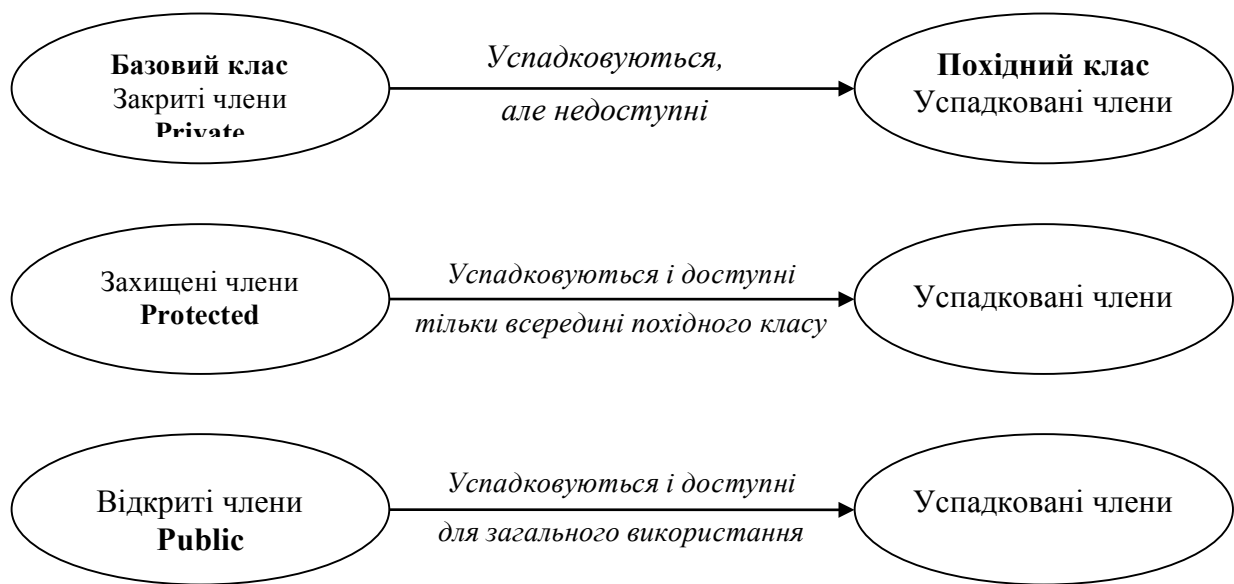 Базовий клас
Закриті члени
Private
Успадковуються,
але недоступні
Похідний клас
Успадковані члени
Захищені члени
Protected
Успадковуються і доступні
тільки всередині похідного класу
Успадковані члени
Відкриті члени
Public
Успадковуються і доступні
для загального використання
Успадковані члени